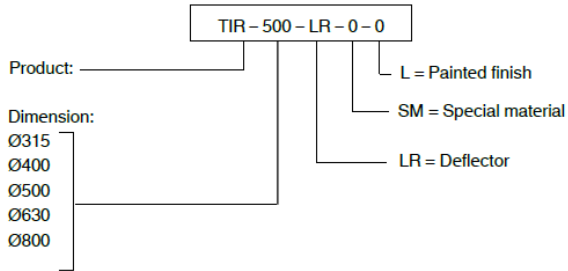 TIR – 500 – LR – 0 – 0
Product:
L = Painted finish
SM = Special material
LR = Deflector
Dimension:
Ø315
Ø400
Ø500
Ø630
Ø800